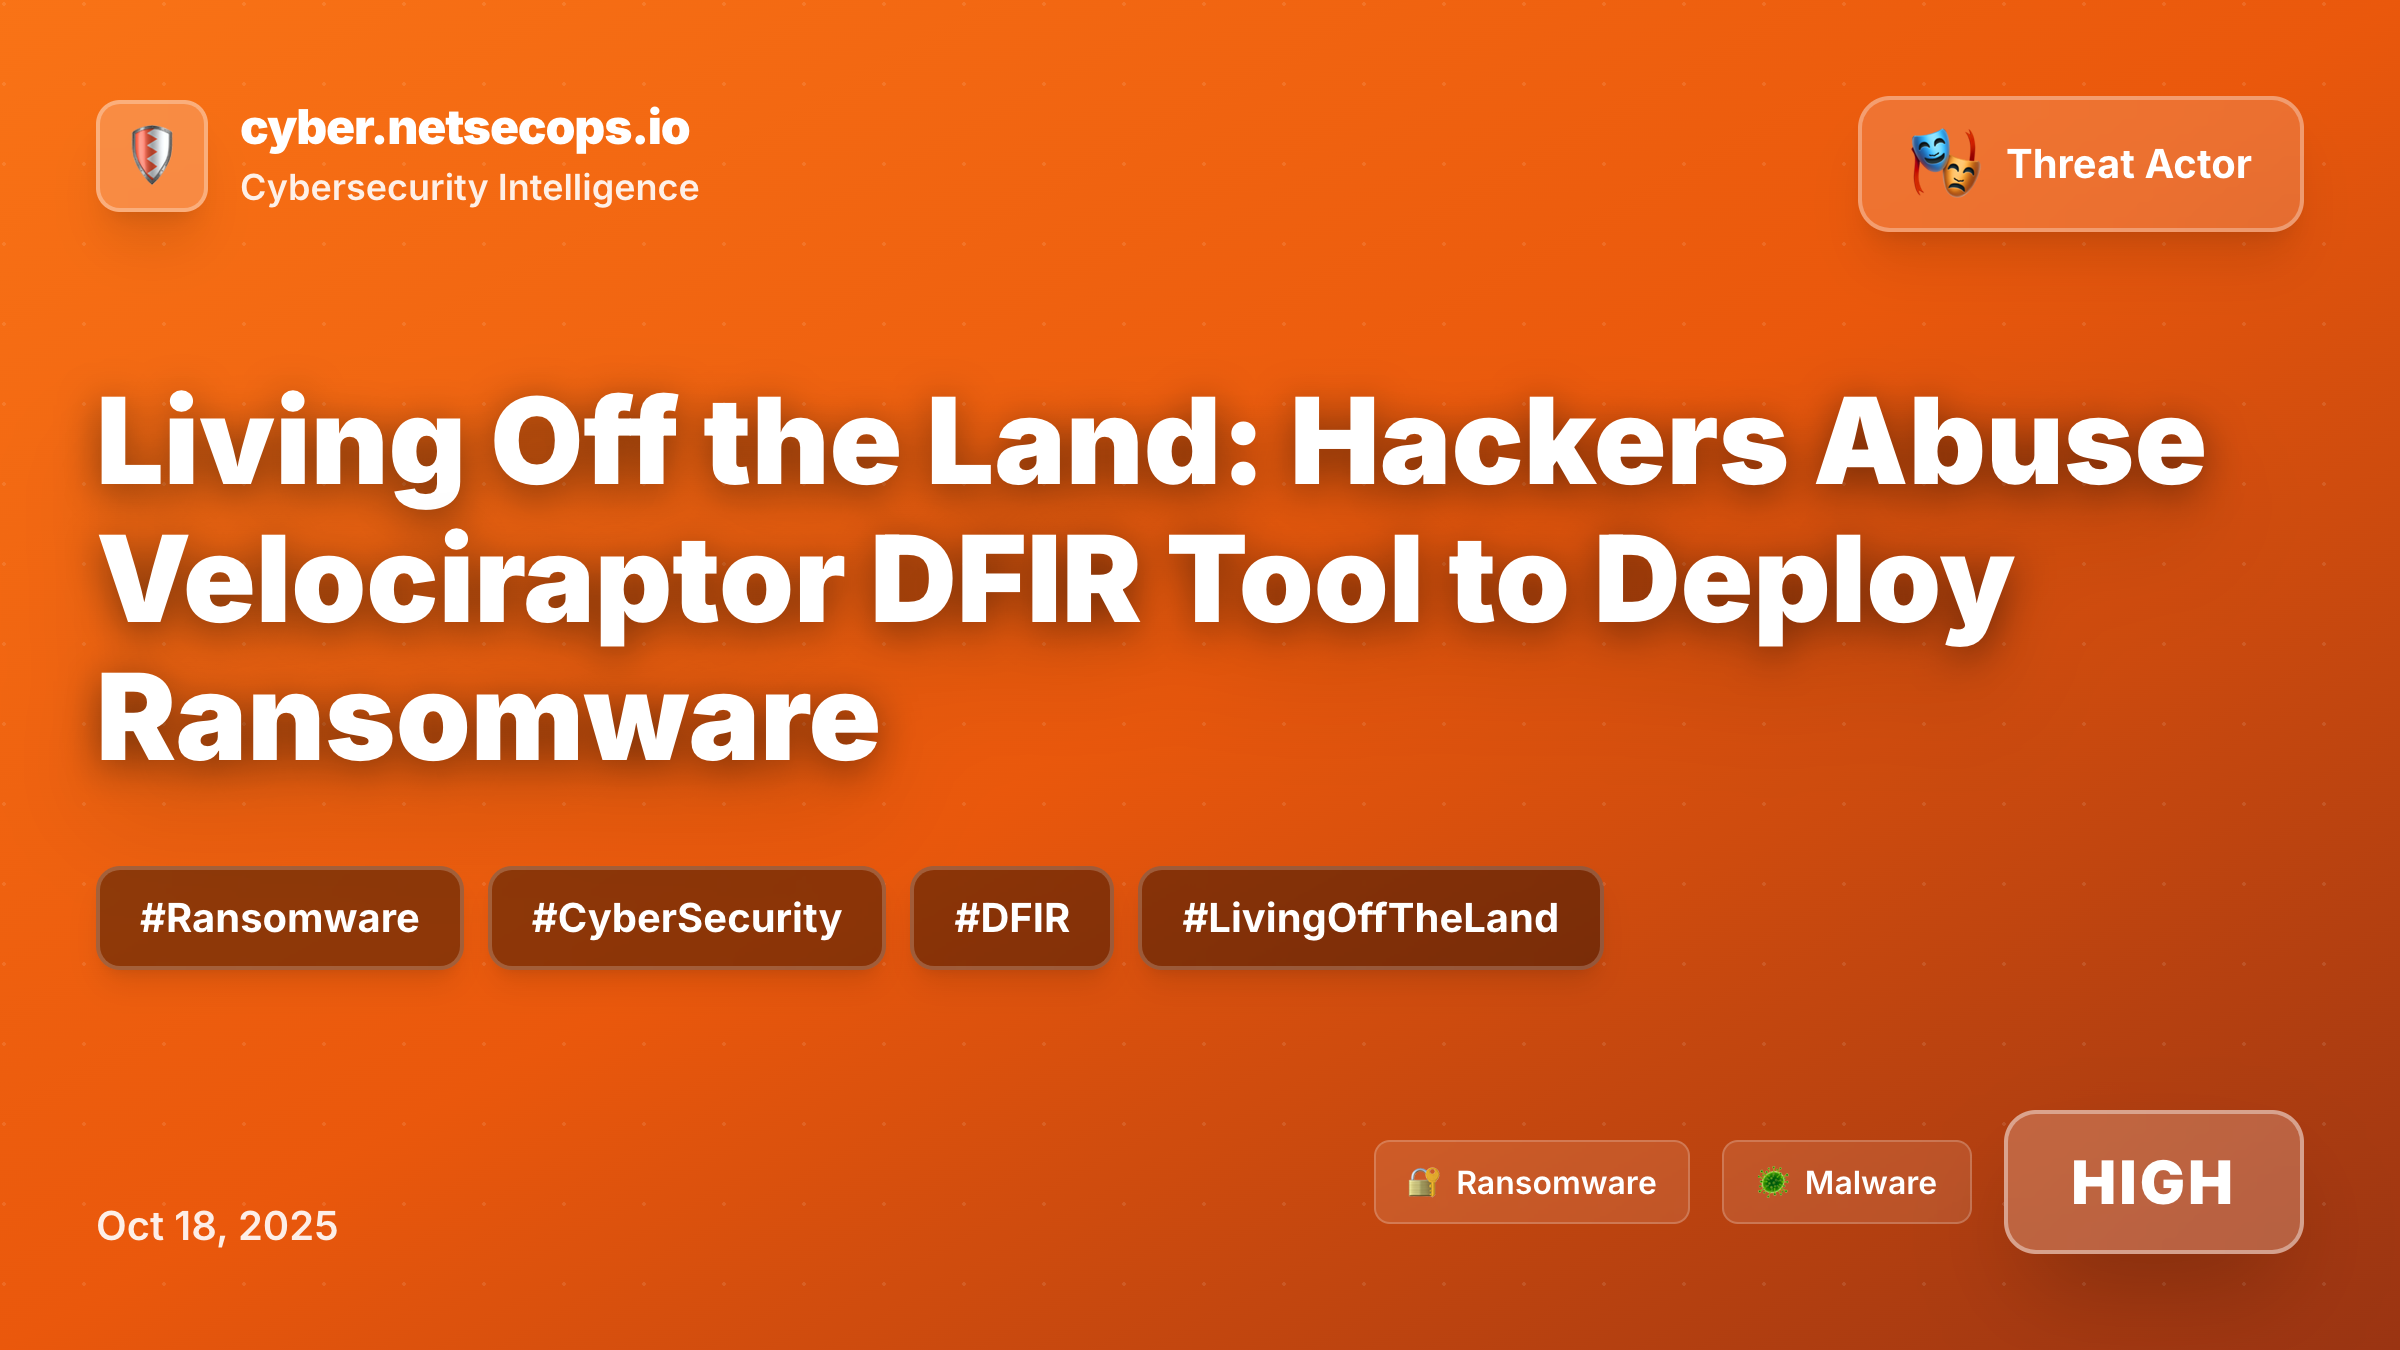 cyber.netsecops.io
Cybersecurity Intelligence
Threat Actor
Living Off the Land: Hackers Abuse
Velociraptor DFIR Tool to Deploy
Ransomware
#Ransomware
#CyberSecurity
#DFIR
#LivingOffTheLand
Oct 18, 2025
Ransomware
Malware
HIGH